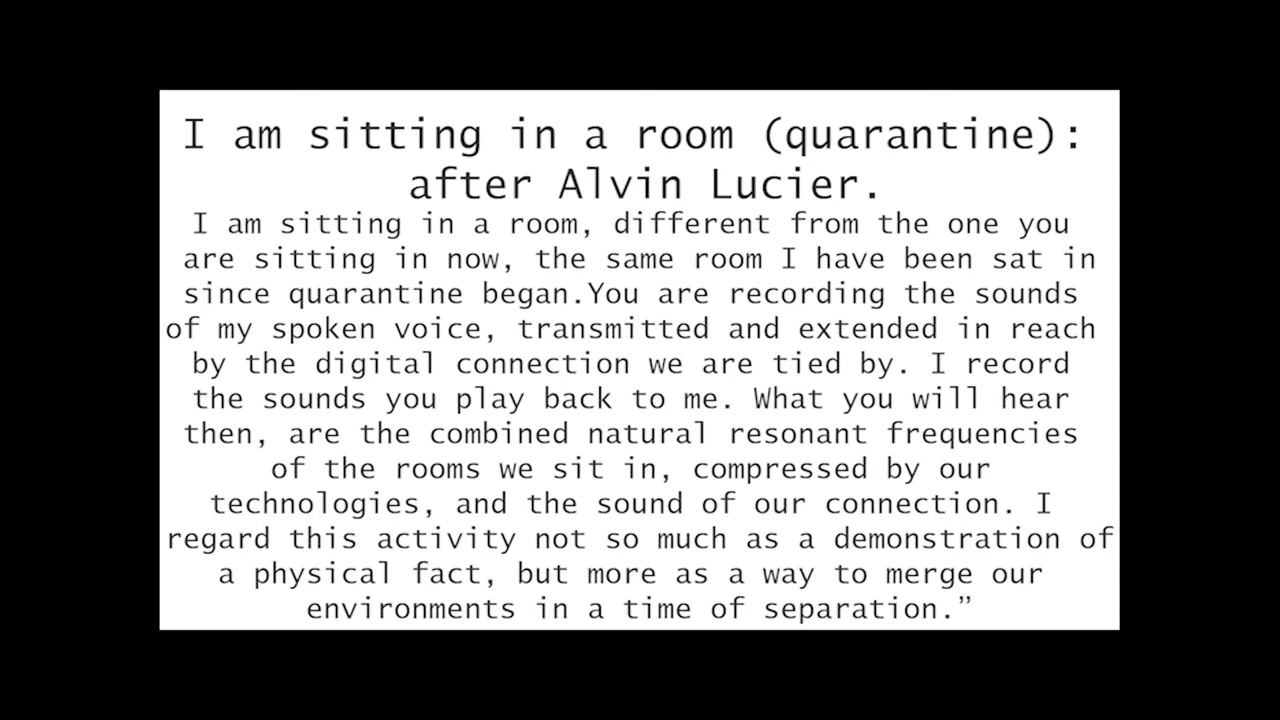 I am sitting in a room (quarantine):
after Alvin Lucier.
I am sitting in a room, different from the one you
are sitting in now, the same room I have been sat in
since quarantine began.You are recording the sounds
of my spoken voice, transmitted and extended in reach
by the digital connection we are tied by. I record
the sounds you play back to me. What you will hear
then, are the combined natural resonant frequencies
of the rooms we sit in, compressed by our
technologies, and the sound of our connection. I
regard this activity not so much as a demonstration of
a physical fact, but more as a way to merge our
environments in a time of separation.”